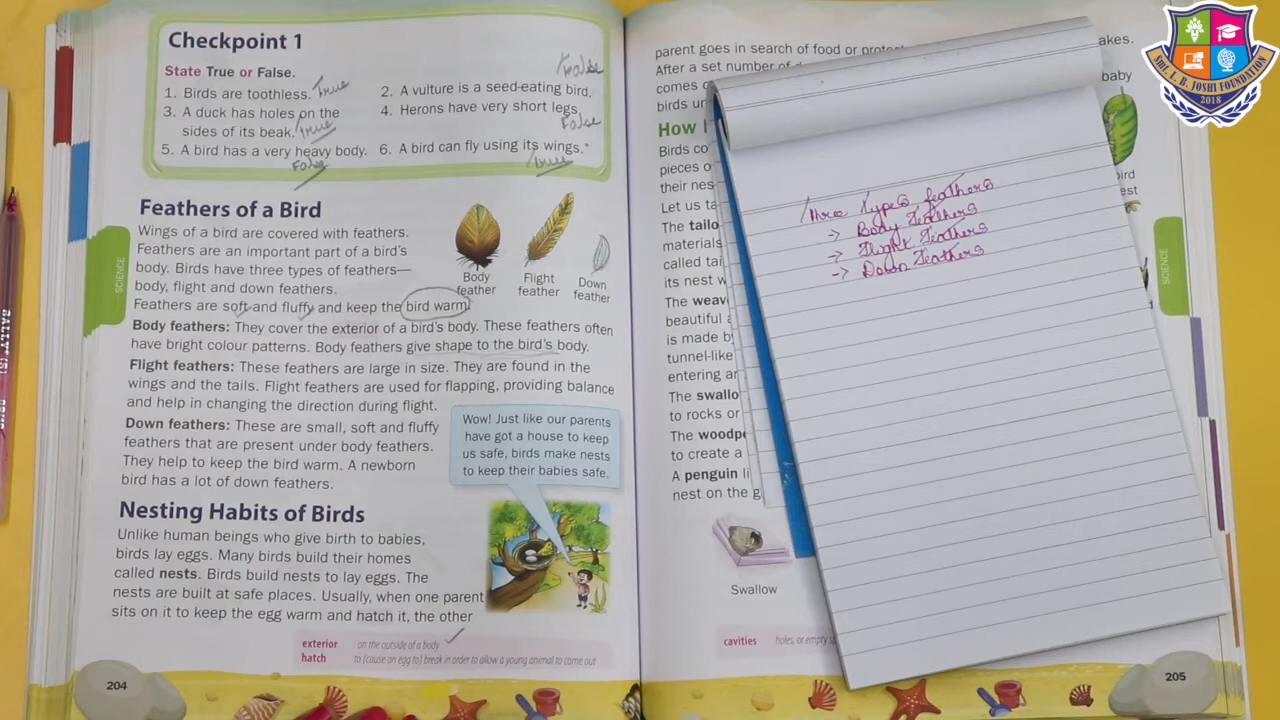 Checkpoint 1
State True or False.
1. Birds are toothless. True
2. A vulture is a seed-eating bird. False
3. A duck has holes on the
sides of its beak. True
4. Herons have very short legs. False
5. A bird has a very heavy body. False
6. A bird can fly using its wings. True
Feathers of a Bird
Wings of a bird are covered with feathers.
Feathers are an important part of a bird's
body. Birds have three types of feathers—
body, flight and down feathers.
Feathers are soft and fluffy and keep the bird warm.
Body
feather
Flight
feather
Down
feather
Body feathers: They cover the exterior of a bird's body. These feathers often
have bright colour patterns. Body feathers give shape to the bird's body.
Flight feathers: These feathers are large in size. They are found in the
wings and the tails. Flight feathers are used for flapping, providing balance
and help in changing the direction during flight.
Down feathers: These are small, soft and fluffy
feathers that are present under body feathers.
They help to keep the bird warm. A newborn
bird has a lot of down feathers.
Wow! Just like our parents
have got a house to keep
us safe, birds make nests
to keep their babies safe.
Nesting Habits of Birds
Unlike human beings who give birth to babies,
birds lay eggs. Many birds build their homes
called nests. Birds build nests to lay eggs. The
nests are built at safe places. Usually, when one parent
sits on it to keep the egg warm and hatch it, the other
exterior on the outside of a body
hatch to (cause an egg to) break in order to allow a young animal to come out
204
SCIENCE
parent goes in search of food or
After a set number of
comes
baby
birds
How
Birds
pieces o
their nes
Let us ta
The tailo
materials
called tai
its nest w
The weav
beautiful
is made by
tunnel-like
entering
The swallo
to rocks or
The woodpe
to create a
A penguin li
nest on the g
Swallow
cavities holes, or empty
205
SCIENCE
Three Types feathers
-> Body Feathers
-> Flight Feathers
-> Down Feathers
SHI. L. B. JOSHI FOUNDATION
2018